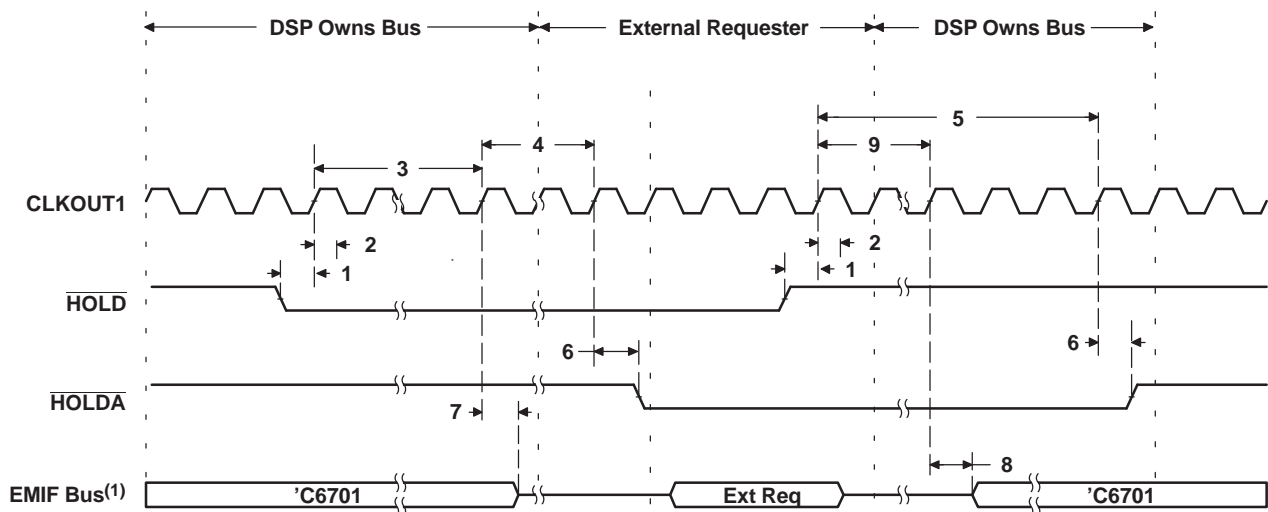 DSP Owns Bus External Requester DSP Owns Bus
5
4 9
3
CLKOUT1
2 2
1 1
HOLD
6 6
HOLDA
7
8
EMIF Bus(1) 'C6701 Ext Req 'C6701